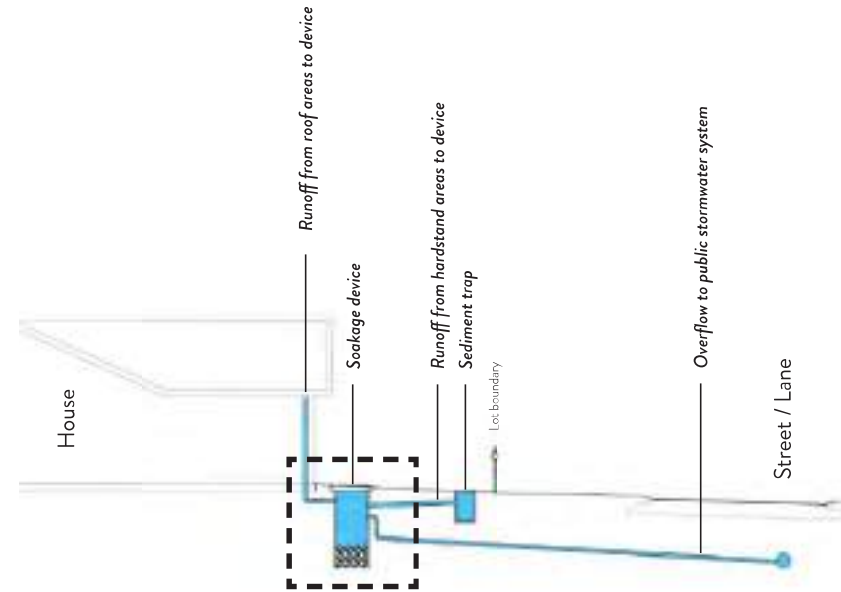 House
Runoff from roof areas to device
Soakage device
Runoff from hardstand areas to device
Sediment trap
Lot boundary
Overflow to public stormwater system
Street / Lane